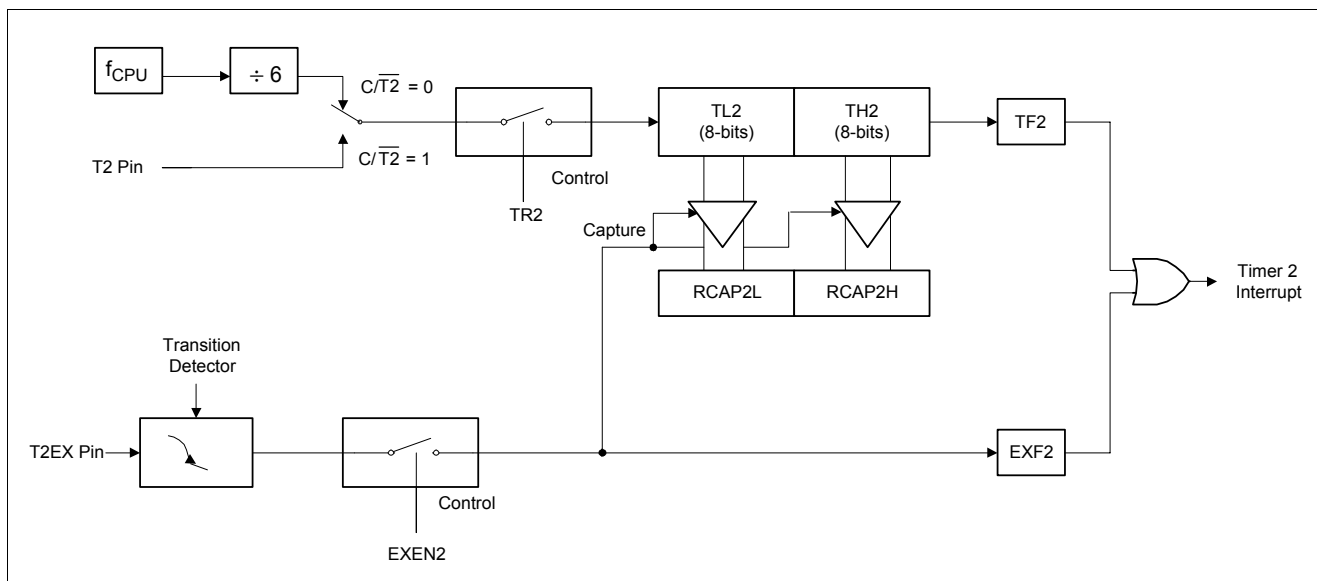 fCPU
÷ 6
C/T2̅ = 0
C/T2̅ = 1
T2 Pin
Control
TR2
TL2
(8-bits)
TH2
(8-bits)
TF2
Capture
RCAP2L
RCAP2H
Timer 2
Interrupt
Transition
Detector
T2EX Pin
Control
EXEN2
EXF2